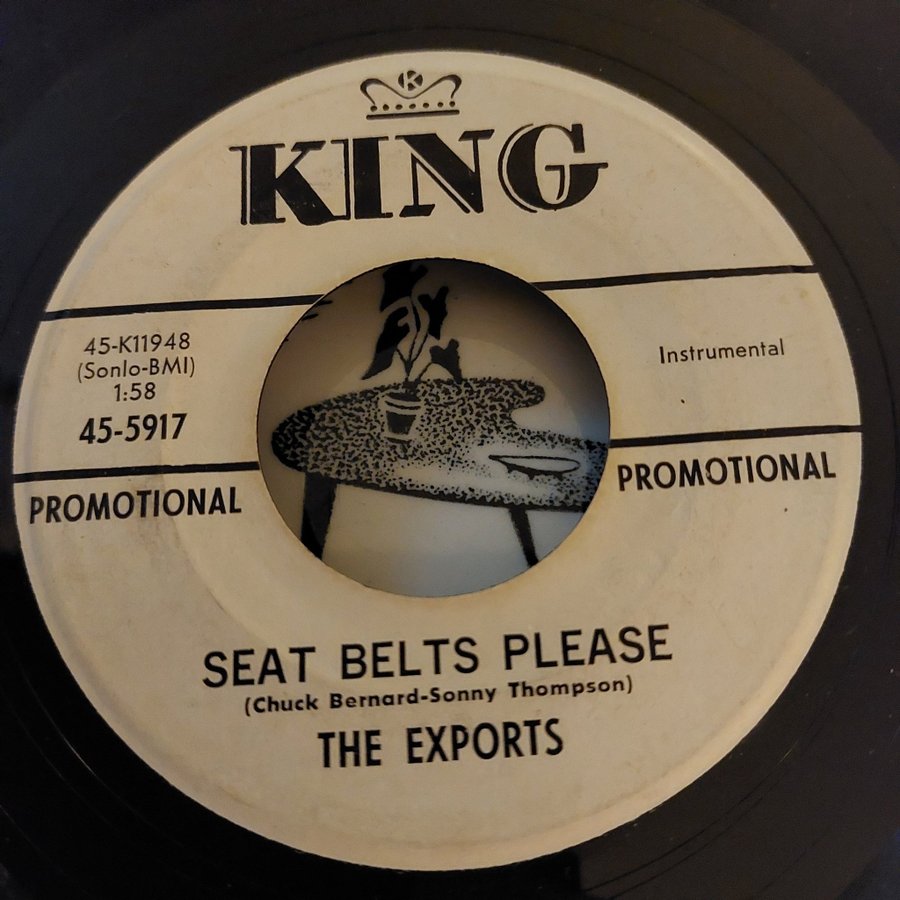 K
KING
45-K11948
(Sonlo-BMI)
1:58
45-5917
Instrumental
PROMOTIONAL
PROMOTIONAL
SEAT BELTS PLEASE
(Chuck Bernard-Sonny Thompson)
THE EXPORTS